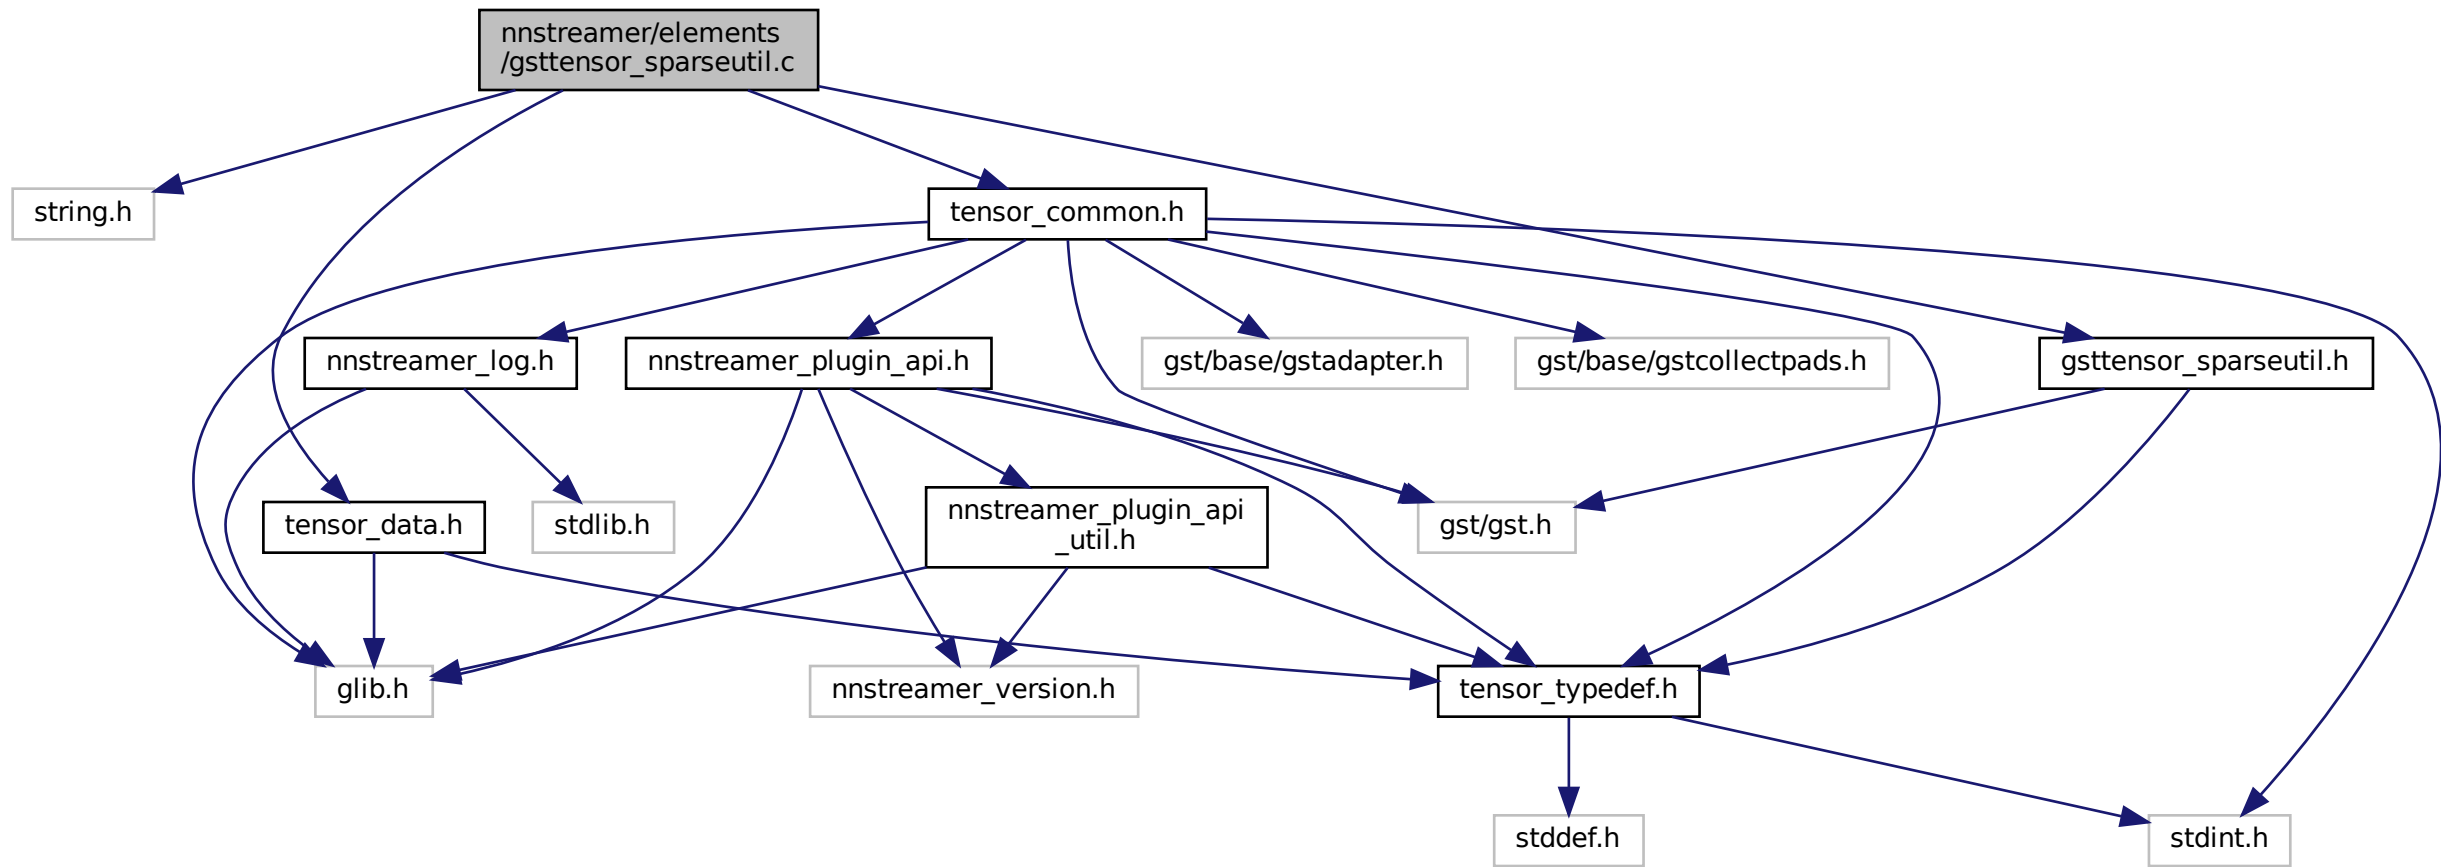 nnstreamer/elements
/gsttensor_sparseutil.c
string.h
tensor_common.h
nnstreamer_log.h
nnstreamer_plugin_api.h
gst/base/gstadapter.h
gst/base/gstcollectpads.h
gsttensor_sparseutil.h
tensor_data.h
stdlib.h
nnstreamer_plugin_api
_util.h
gst/gst.h
glib.h
nnstreamer_version.h
tensor_typedef.h
stddef.h
stdint.h